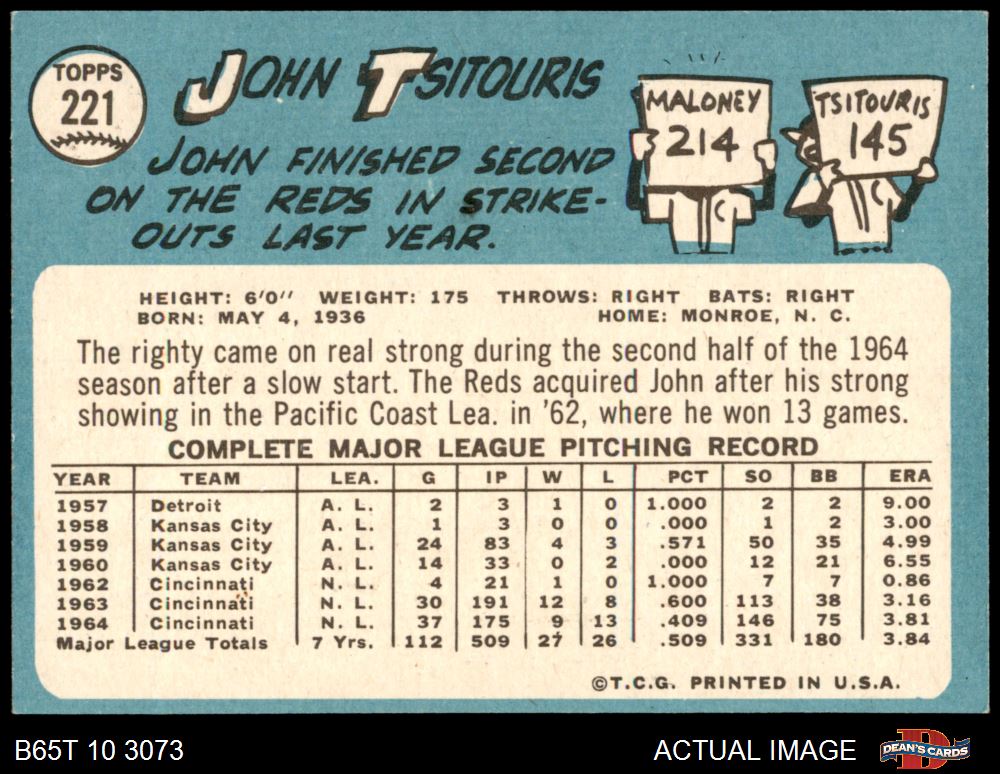 TOPPS
221
JOHN TSITOURIS
JOHN FINISHED SECOND
ON THE REDS IN STRIKE-
OUTS LAST YEAR.
MALONEY
214
TSITOURIS
145
C
C
HEIGHT: 6'0" WEIGHT: 175 THROWS: RIGHT BATS: RIGHT
BORN: MAY 4, 1936 HOME: MONROE, N. C.
The righty came on real strong during the second half of the 1964
season after a slow start. The Reds acquired John after his strong
showing in the Pacific Coast Lea. in '62, where he won 13 games.
COMPLETE MAJOR LEAGUE PITCHING RECORD
YEAR TEAM LEA. G IP W L PCT SO BB ERA
1957 Detroit A. L. 2 3 1 0 1.000 2 2 9.00
1958 Kansas City A. L. 1 3 0 0 .000 1 2 3.00
1959 Kansas City A. L. 24 83 4 3 .571 50 35 4.99
1960 Kansas City A. L. 14 33 0 2 .000 12 21 6.55
1962 Cincinnati N. L. 4 21 1 0 1.000 7 7 0.86
1963 Cincinnati N. L. 30 191 12 8 .600 113 38 3.16
1964 Cincinnati N. L. 37 175 9 13 .409 146 75 3.81
Major League Totals 7 Yrs. 112 509 27 26 .509 331 180 3.84
©T.C.G. PRINTED IN U.S.A.
B65T 10 3073 ACTUAL IMAGE
DEAN'S CARDS